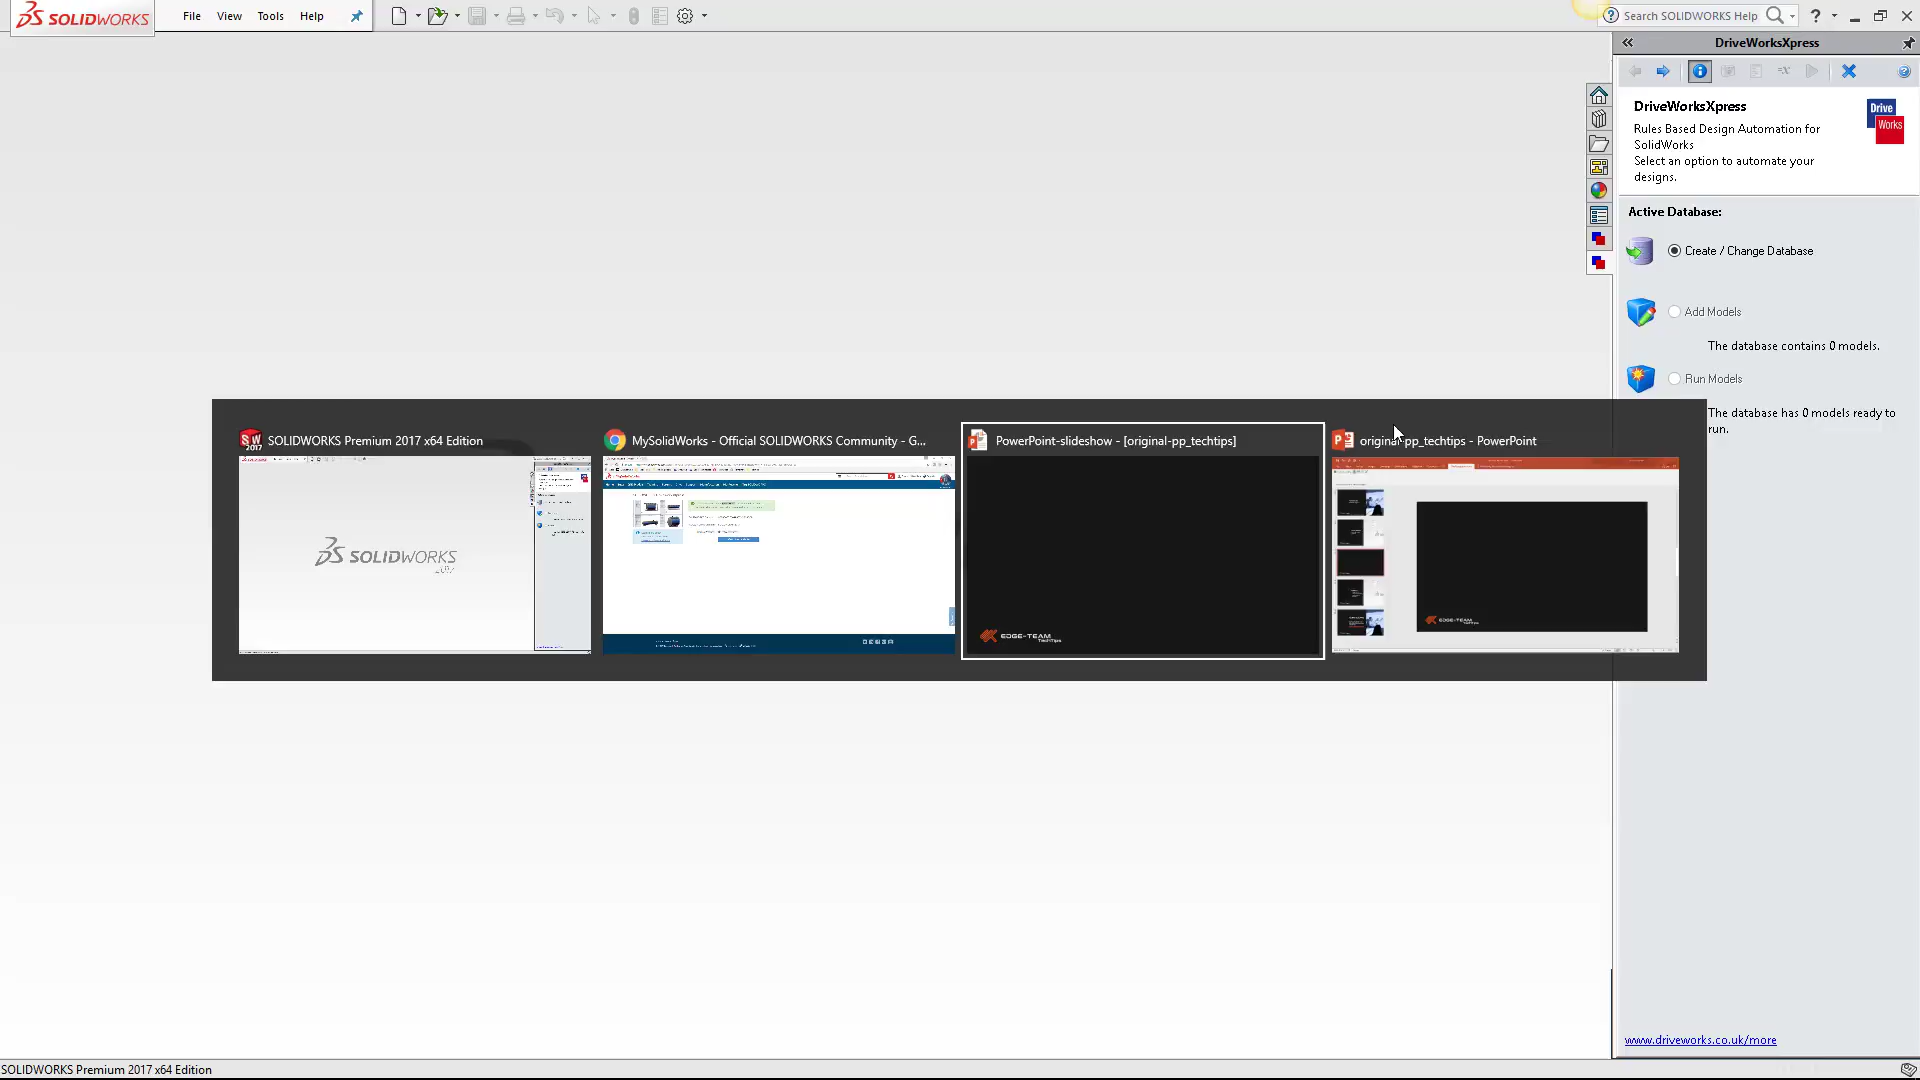 SOLIDWORKS
File View Tools Help
Search SOLIDWORKS Help
DriveWorksXpress
DriveWorksXpress
Rules Based Design Automation for
SolidWorks
Select an option to automate your
designs.
Drive
Works
Active Database:
Create / Change Database
Add Models
The database contains 0 models.
Run Models
The database has 0 models ready to
run.
SOLIDWORKS Premium 2017 x64 Edition
MySolidWorks - Official SOLIDWORKS Community - G...
PowerPoint-slideshow - [original-pp_techtips]
original-pp_techtips - PowerPoint
SOLIDWORKS
2017
EDGE-TEAM
TechTips
EDGE-TEAM
www.driveworks.co.uk/more
SOLIDWORKS Premium 2017 x64 Edition